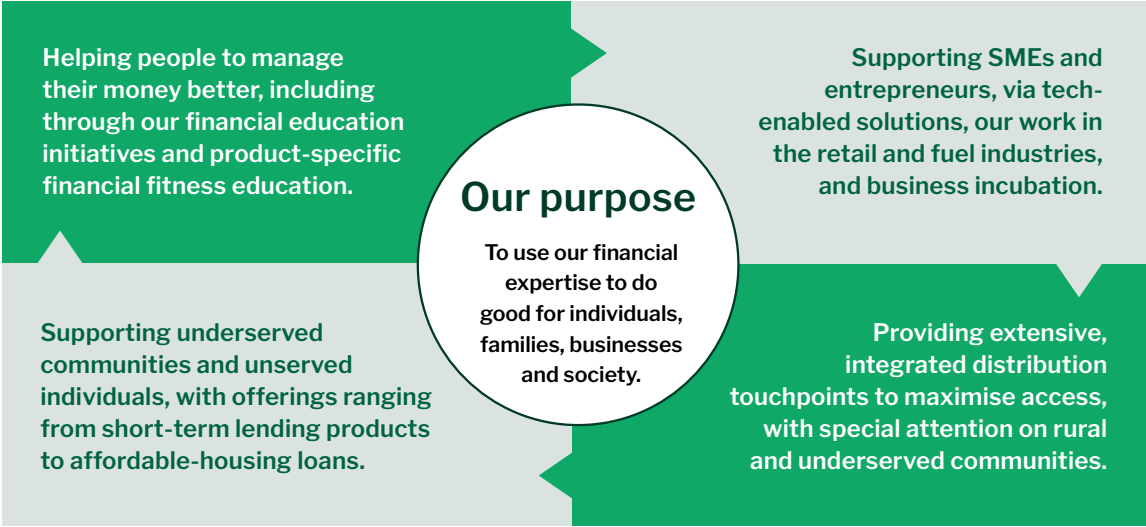 Helping people to manage
their money better, including
through our financial education
initiatives and product-specific
financial fitness education.
Supporting SMEs and
entrepreneurs, via tech-
enabled solutions, our work in
the retail and fuel industries,
and business incubation.
Our purpose
To use our financial
expertise to do
good for individuals,
families, businesses
and society.
Supporting underserved
communities and unserved
individuals, with offerings ranging
from short-term lending products
to affordable-housing loans.
Providing extensive,
integrated distribution
touchpoints to maximise access,
with special attention on rural
and underserved communities.